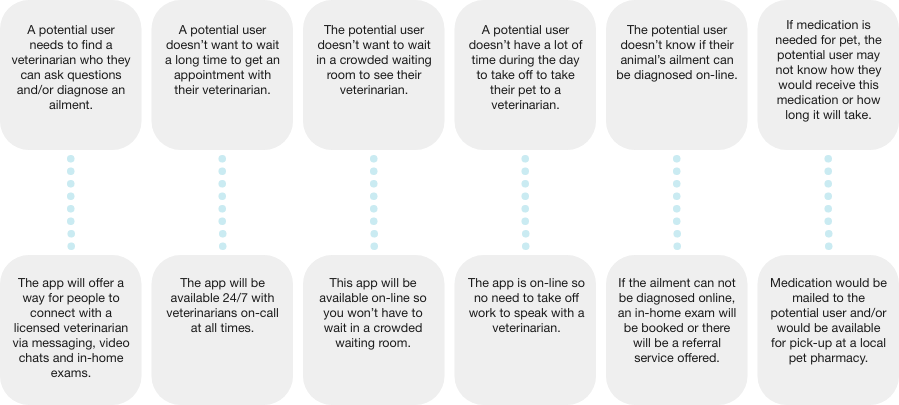 A potential user
needs to find a
veterinarian who they
can ask questions
and/or diagnose an
ailment.
A potential user
doesn't want to wait
a long time to get an
appointment with
their veterinarian.
The potential user
doesn't want to wait
in a crowded waiting
room to see their
veterinarian.
A potential user
doesn't have a lot of
time during the day
to take off to take
their pet to a
veterinarian.
The potential user
doesn't know if their
animal's ailment can
be diagnosed on-line.
If medication is
needed for pet, the
potential user may
not know how they
would receive this
medication or how
long it will take.
The app will offer a
way for people to
connect with a
licensed veterinarian
via messaging, video
chats and in-home
exams.
The app will be
available 24/7 with
veterinarians on-call
at all times.
This app will be
available on-line so
you won't have to
wait in a crowded
waiting room.
The app is on-line so
no need to take off
work to speak with a
veterinarian.
If the ailment can not
be diagnosed online,
an in-home exam will
be booked or there
will be a referral
service offered.
Medication would be
mailed to the
potential user and/or
would be available
for pick-up at a local
pet pharmacy.